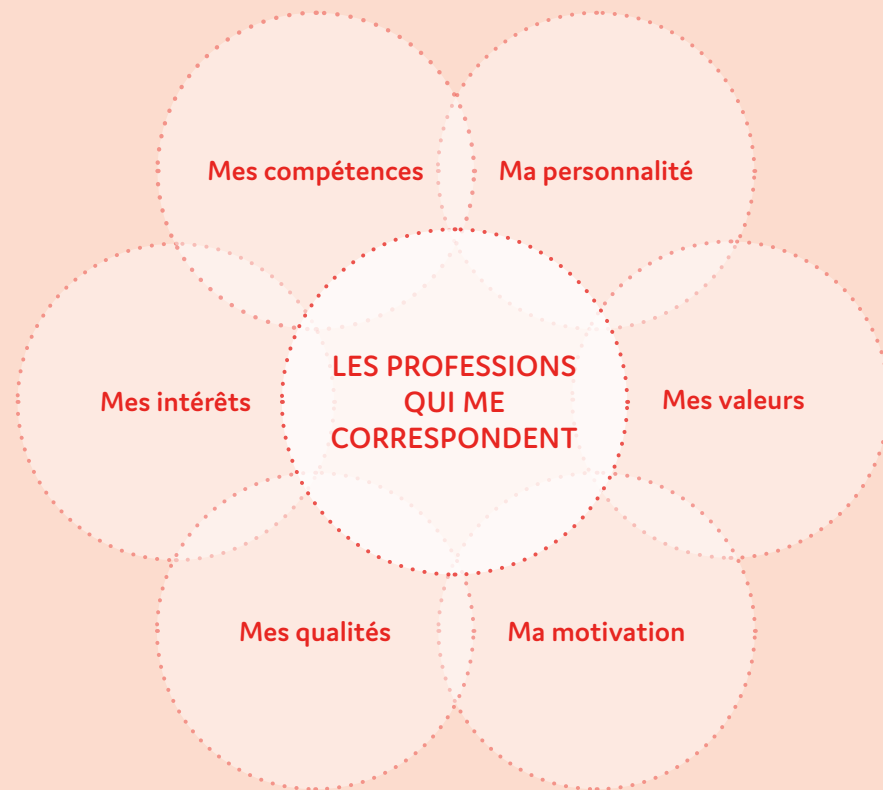 Mes compétences
Ma personnalité
Mes intérêts
LES PROFESSIONS
QUI ME
CORRESPONDENT
Mes valeurs
Mes qualités
Ma motivation